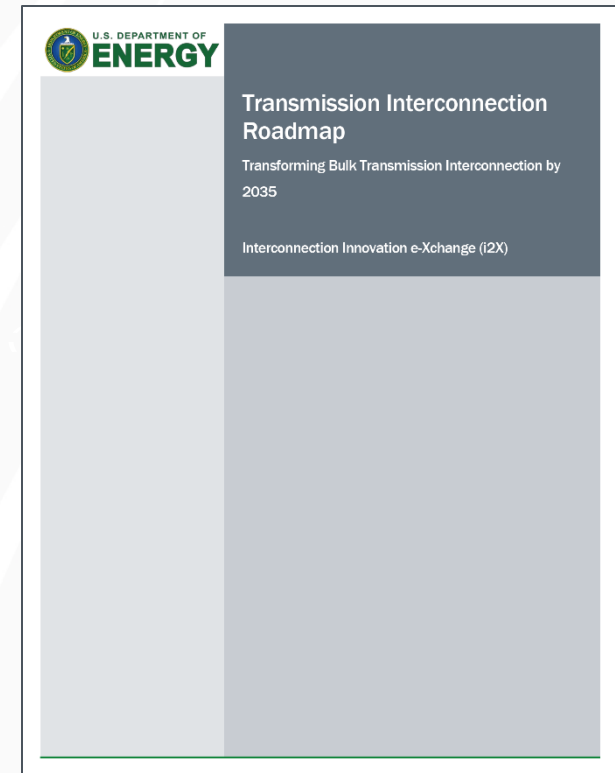 U.S. DEPARTMENT OF
ENERGY
Transmission Interconnection
Roadmap
Transforming Bulk Transmission Interconnection by
2035
Interconnection Innovation e-Xchange (i2X)